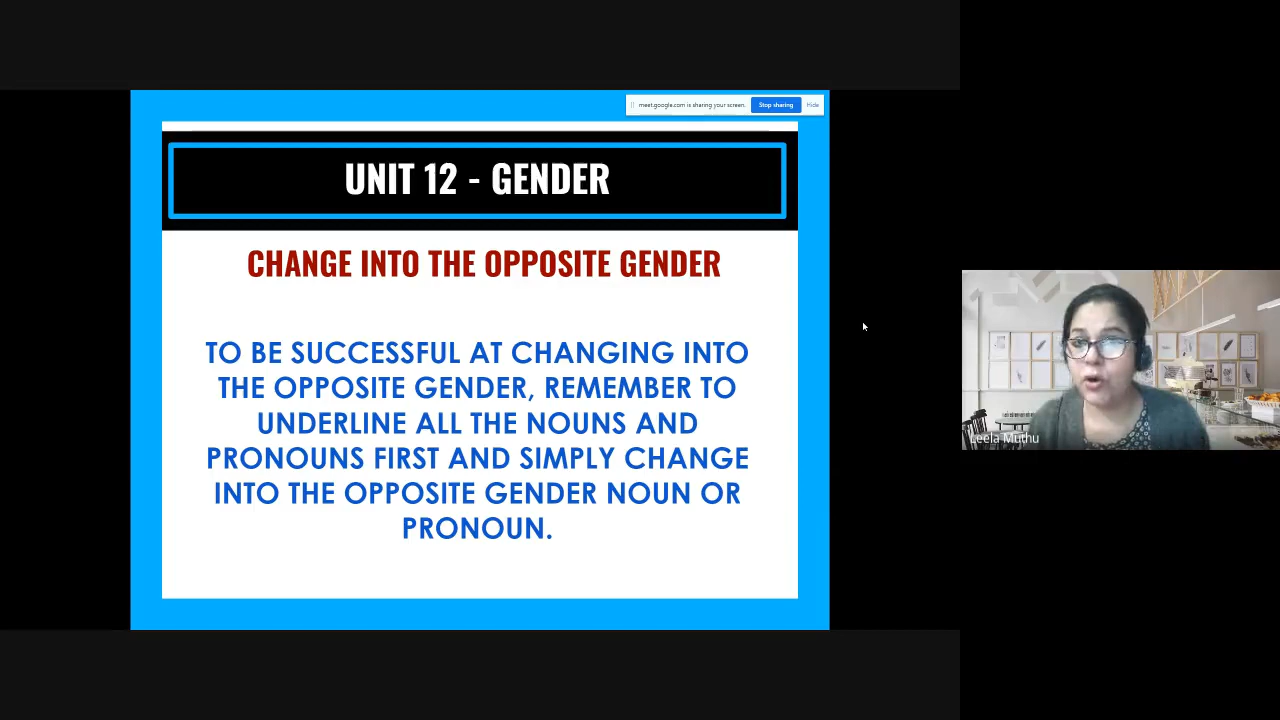 meet.google.com is sharing your screen.
Stop sharing
Hide
UNIT 12 - GENDER
CHANGE INTO THE OPPOSITE GENDER
TO BE SUCCESSFUL AT CHANGING INTO
THE OPPOSITE GENDER, REMEMBER TO
UNDERLINE ALL THE NOUNS AND
PRONOUNS FIRST AND SIMPLY CHANGE
INTO THE OPPOSITE GENDER NOUN OR
PRONOUN.
Leela Muthu